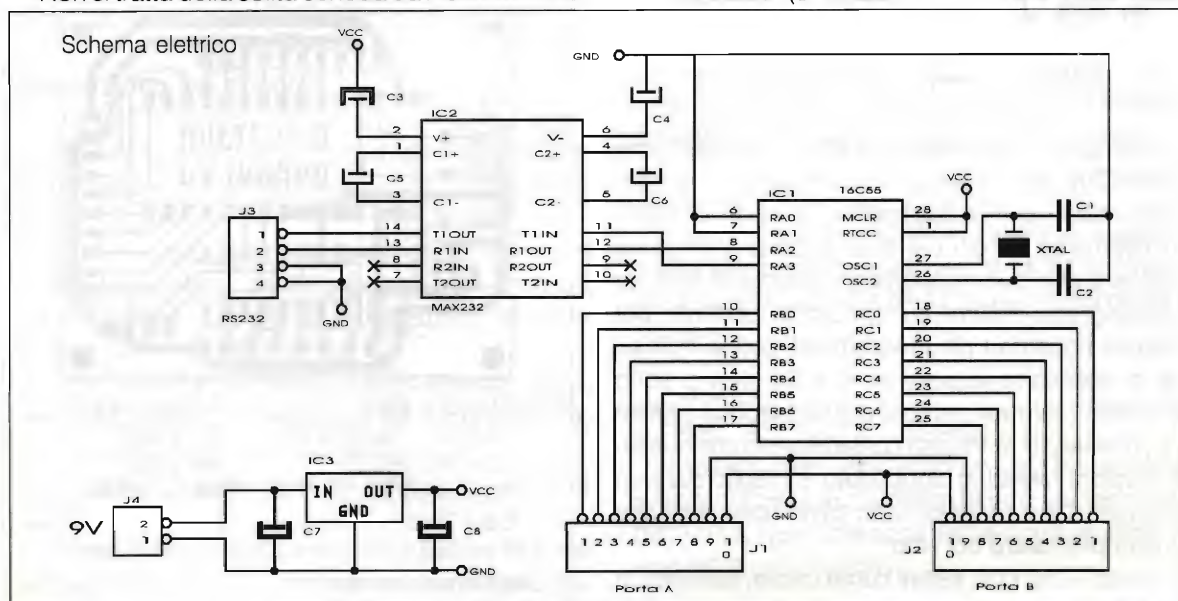 Schema elettrico
VCC
C3
IC2
2 V+
1 C1+
C5
3 C1-
14 T1OUT
13 R1IN
8 R2IN
7 T2OUT
MAX232
V- 6
C2+ 4
C2- 5
T1IN 11
R1OUT 12
R2OUT 9
T2IN 10
GND
C4
C6
J3
1
2
3
4
RS232
GND
IC1 16C55
6 RA0
7 RA1
8 RA2
9 RA3
10 RB0
11 RB1
12 RB2
13 RB3
14 RB4
15 RB5
16 RB6
17 RB7
MCLR 28
RTCC 1
OSC1 27
OSC2 26
RC0 18
RC1 19
RC2 20
RC3 21
RC4 22
RC5 23
RC6 24
RC7 25
VCC
C1
XTAL
C2
IC3
IN OUT
GND
J4
9V
2
1
C7
C8
VCC
GND
GND
VCC
1 2 3 4 5 6 7 8 9 1
0
J1
Porta A
J2
1 9 8 7 6 5 4 3 2 1
0
Porta B